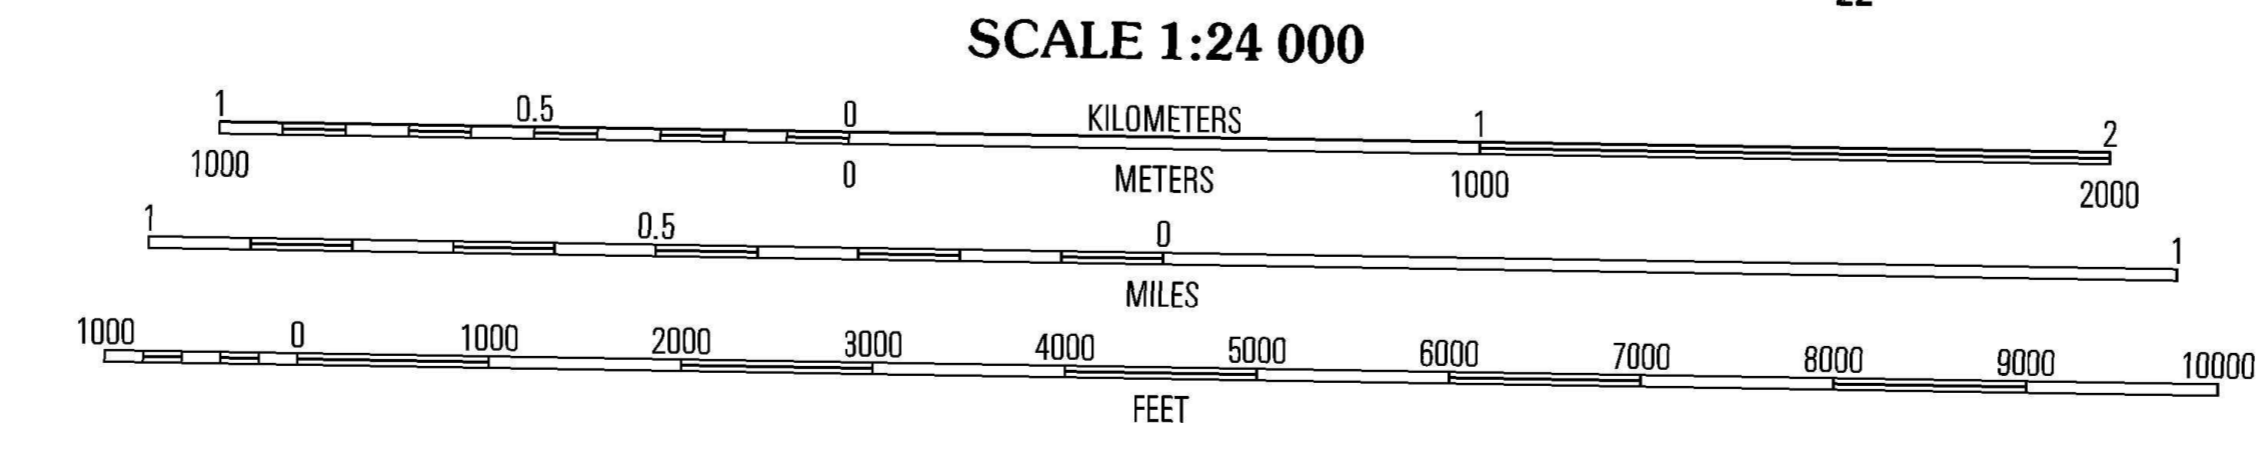 SCALE 1:24 000
1 0.5 0 KILOMETERS 1 2
1000 0 METERS 1000 2000
1 0.5 0 1
MILES
1000 0 1000 2000 3000 4000 5000 6000 7000 8000 9000 10000
FEET